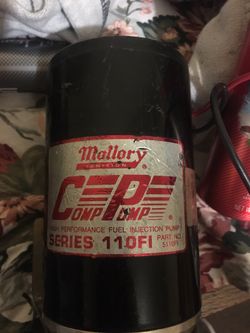 Mallory
IGNITION
®
COMP PUMP ®
HIGH PERFORMANCE FUEL INJECTION PUMP
SERIES 110FI
PART NO.